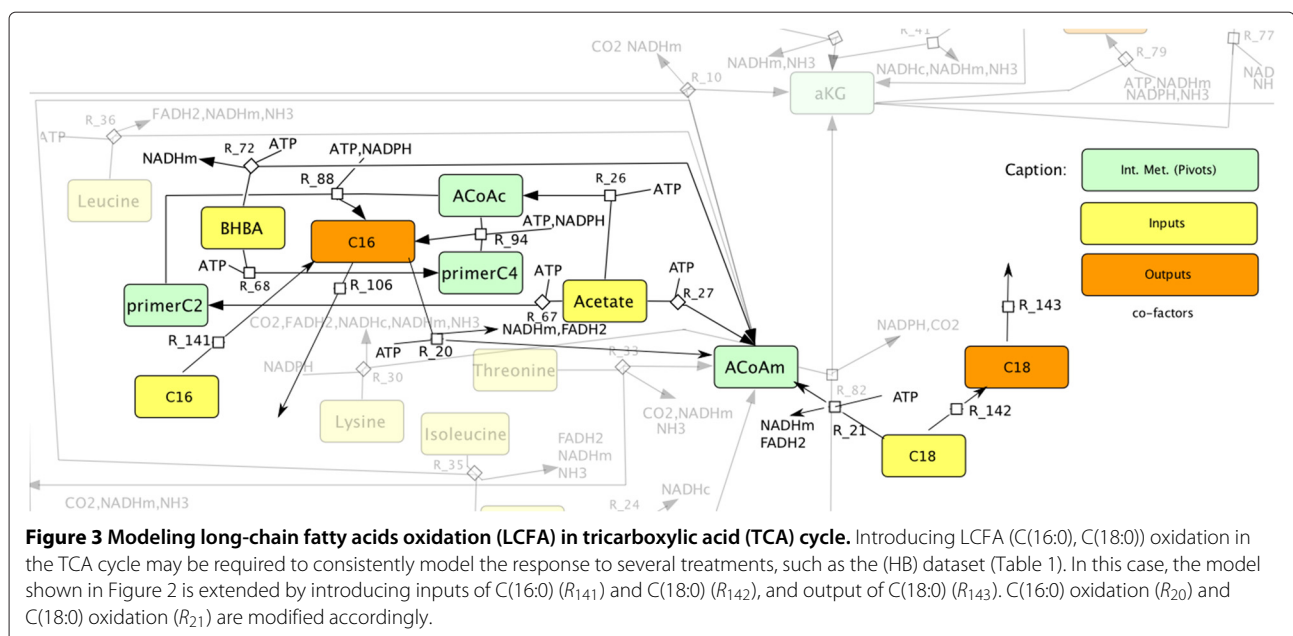 CO2 NADHm
R_10
NADHm,NH3
R_41
NADHc,NADHm,NH3
R_79
R_77
ATP,NADHm
NADPH,NH3
NAD
NH
aKG
R_36
FADH2,NADHm,NH3
ATP
Leucine
R_72
ATP
NADHm
ATP,NADPH
R_88
ACoAc
R_26
ATP
BHBA
C16
ATP,NADPH
R_94
ATP
R_68
primerC4
R_106
primerC2
ATP
R_67
Acetate
ATP
R_27
R_141
CO2,FADH2,NADHc,NADHm,NH3
NADHm,FADH2
ATP
R_20
NADPH
R_30
Threonine
R_33
ACoAm
NADPH,CO2
R_82
C16
Lysine
CO2,NADHm
NH3
Isoleucine
R_35
FADH2
NADHm
NH3
CO2,NADHm,NH3
R_24
NADHc
NADHm
FADH2
ATP
R_21
C18
R_142
C18
R_143
Caption:
Int. Met. (Pivots)
Inputs
Outputs
co-factors
Figure 3 Modeling long-chain fatty acids oxidation (LCFA) in tricarboxylic acid (TCA) cycle. Introducing LCFA (C(16:0), C(18:0)) oxidation in
the TCA cycle may be required to consistently model the response to several treatments, such as the (HB) dataset (Table 1). In this case, the model
shown in Figure 2 is extended by introducing inputs of C(16:0) (R141) and C(18:0) (R142), and output of C(18:0) (R143). C(16:0) oxidation (R20) and
C(18:0) oxidation (R21) are modified accordingly.